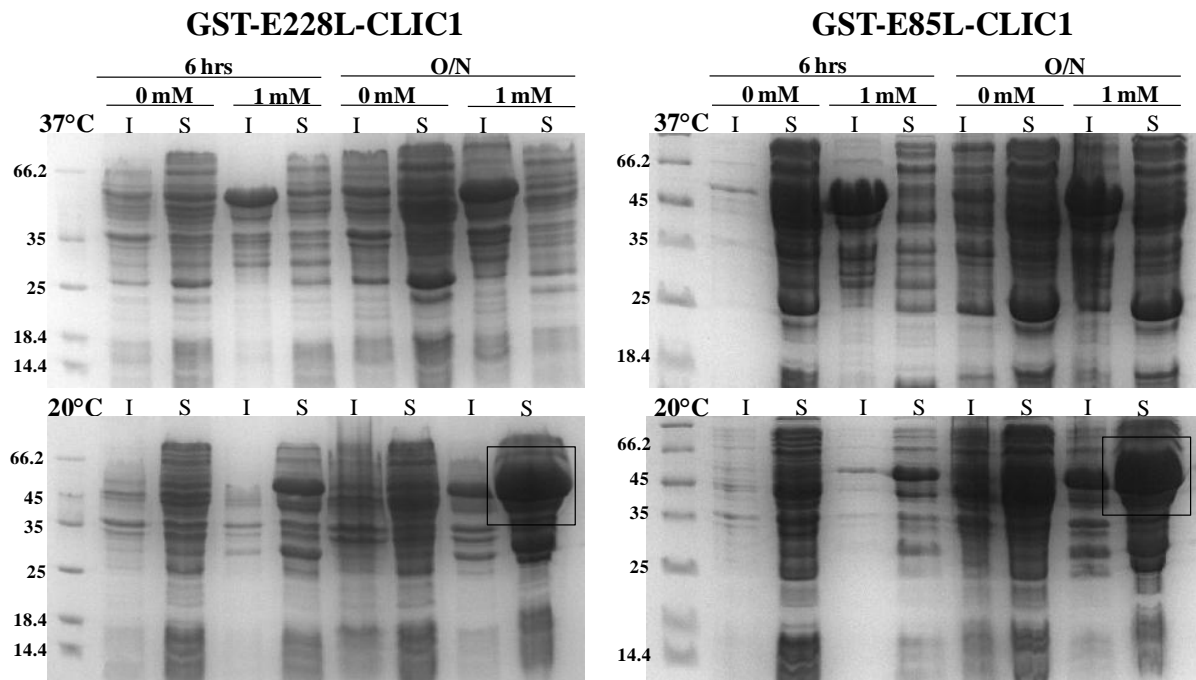 GST-E228L-CLIC1
6 hrs O/N
0 mM 1 mM 0 mM 1 mM
37°C I S I S I S I S
66.2
35
25
18.4
14.4
20°C I S I S I S I S
66.2
45
35
25
18.4
14.4
GST-E85L-CLIC1
6 hrs O/N
0 mM 1 mM 0 mM 1 mM
37°C I S I S I S I S
66.2
45
35
25
18.4
20°C I S I S I S I S
66.2
45
35
25
14.4